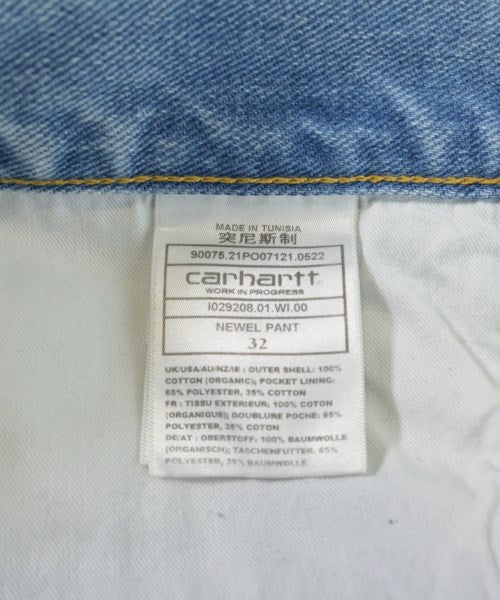 MADE IN TUNISIA
突尼斯制
90075.21PO07121.0522
carhartt
WORK IN PROGRESS
I029208.01.WI.00
NEWEL PANT
32
UK/USA/AU/NZ/IE : OUTER SHELL: 100%
COTTON (ORGANIC); POCKET LINING:
65% POLYESTER, 35% COTON
FR : TISSU EXTERIEUR: 100% COTON
(ORGANIQUE); DOUBLURE POCHE: 65%
POLYESTER, 35% COTON
DE/AT : OBERSTOFF: 100% BAUMWOLLE
(ORGANISCH); TASCHENFUTTER: 65%
POLYESTER, 35% BAUMWOLLE